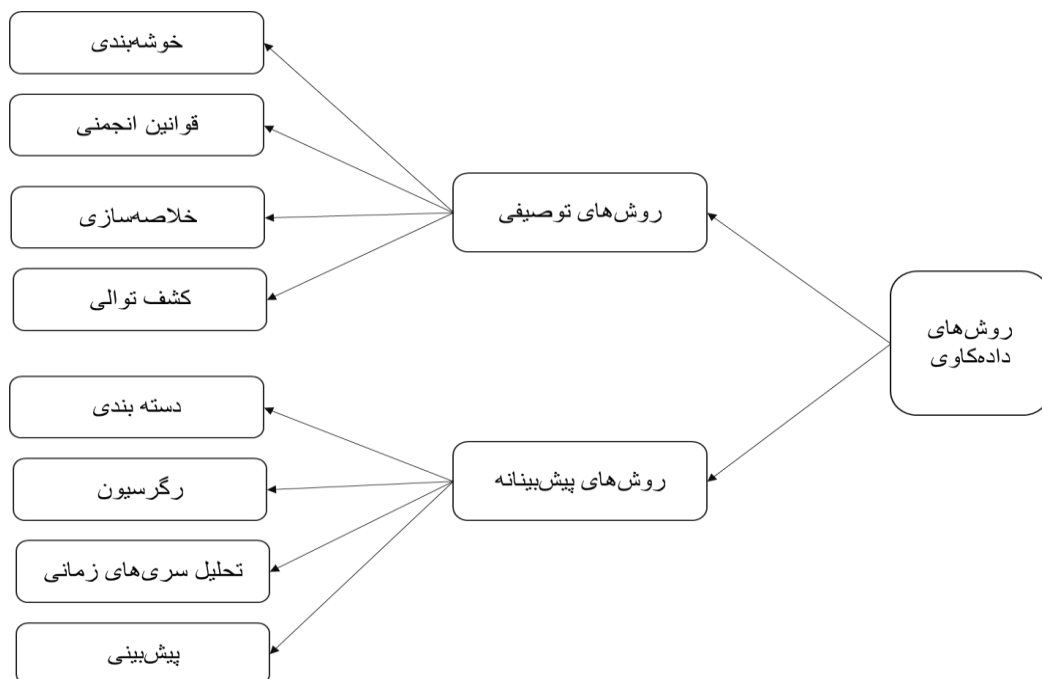 روش‌های
داده‌کاوی
روش‌های توصیفی
خوشه‌بندی
قوانین انجمنی
خلاصه‌سازی
کشف توالی
روش‌های پیش‌بینانه
دسته بندی
رگرسیون
تحلیل سری‌های زمانی
پیش‌بینی